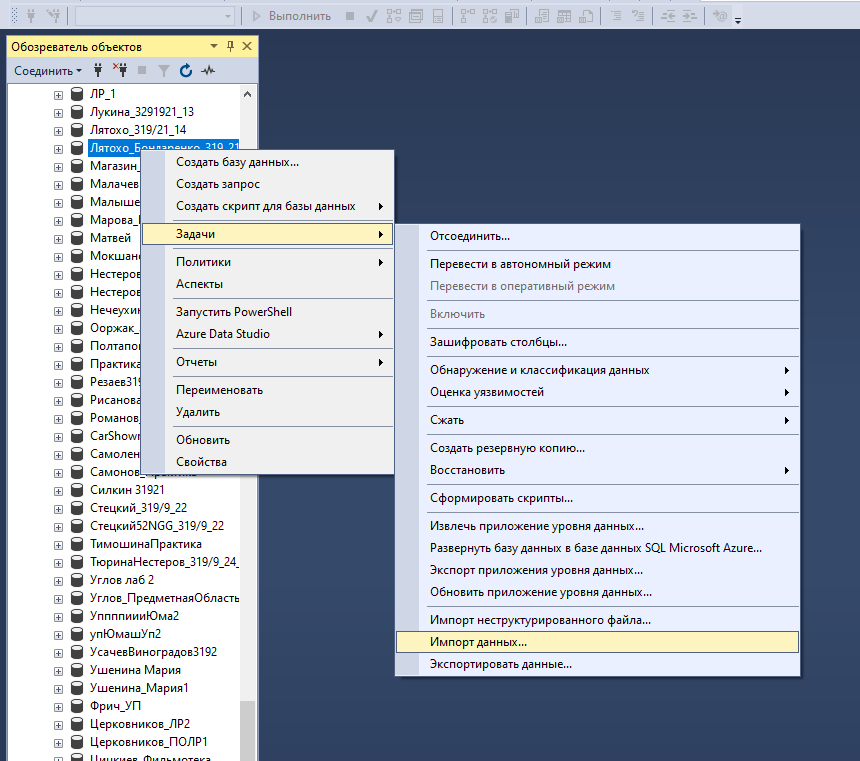 Выполнить
Обозреватель объектов
Соединить
ЛР_1
Лукина_3291921_13
Лятохо_319/21_14
Лятохо_Бондаренко_319_21
Магазин_
Малачев
Малыше
Марова_
Матвей
Мокшан
Нестеров
Нестеров
Нечеухин
Ооржак_
Полтапо
Практика
Резаев319
Рисанова
Романов_
CarShowr
Самолен
Самонов_Практика
Силкин 31921
Стецкий_319/9_22
Стецкий52NGG_319/9_22
ТимошинаПрактика
ТюринаНестеров_319/9_24_
Углов лаб 2
Углов_ПредметнаяОбласть
УппппиииЮма2
упЮмашУп2
УсачевВиноградов3192
Ушенина Мария
Ушенина_Мария1
Фрич_УП
Церковников_ЛР2
Церковников_ПОЛР1
Цицкиев_Фильмотека
Создать базу данных...
Создать запрос
Создать скрипт для базы данных
Задачи
Политики
Аспекты
Запустить PowerShell
Azure Data Studio
Отчеты
Переименовать
Удалить
Обновить
Свойства
Отсоединить...
Перевести в автономный режим
Перевести в оперативный режим
Включить
Зашифровать столбцы...
Обнаружение и классификация данных
Оценка уязвимостей
Сжать
Создать резервную копию...
Восстановить
Сформировать скрипты...
Извлечь приложение уровня данных...
Развернуть базу данных в базе данных SQL Microsoft Azure...
Экспорт приложения уровня данных...
Обновить приложение уровня данных...
Импорт неструктурированного файла...
Импорт данных...
Экспортировать данные...